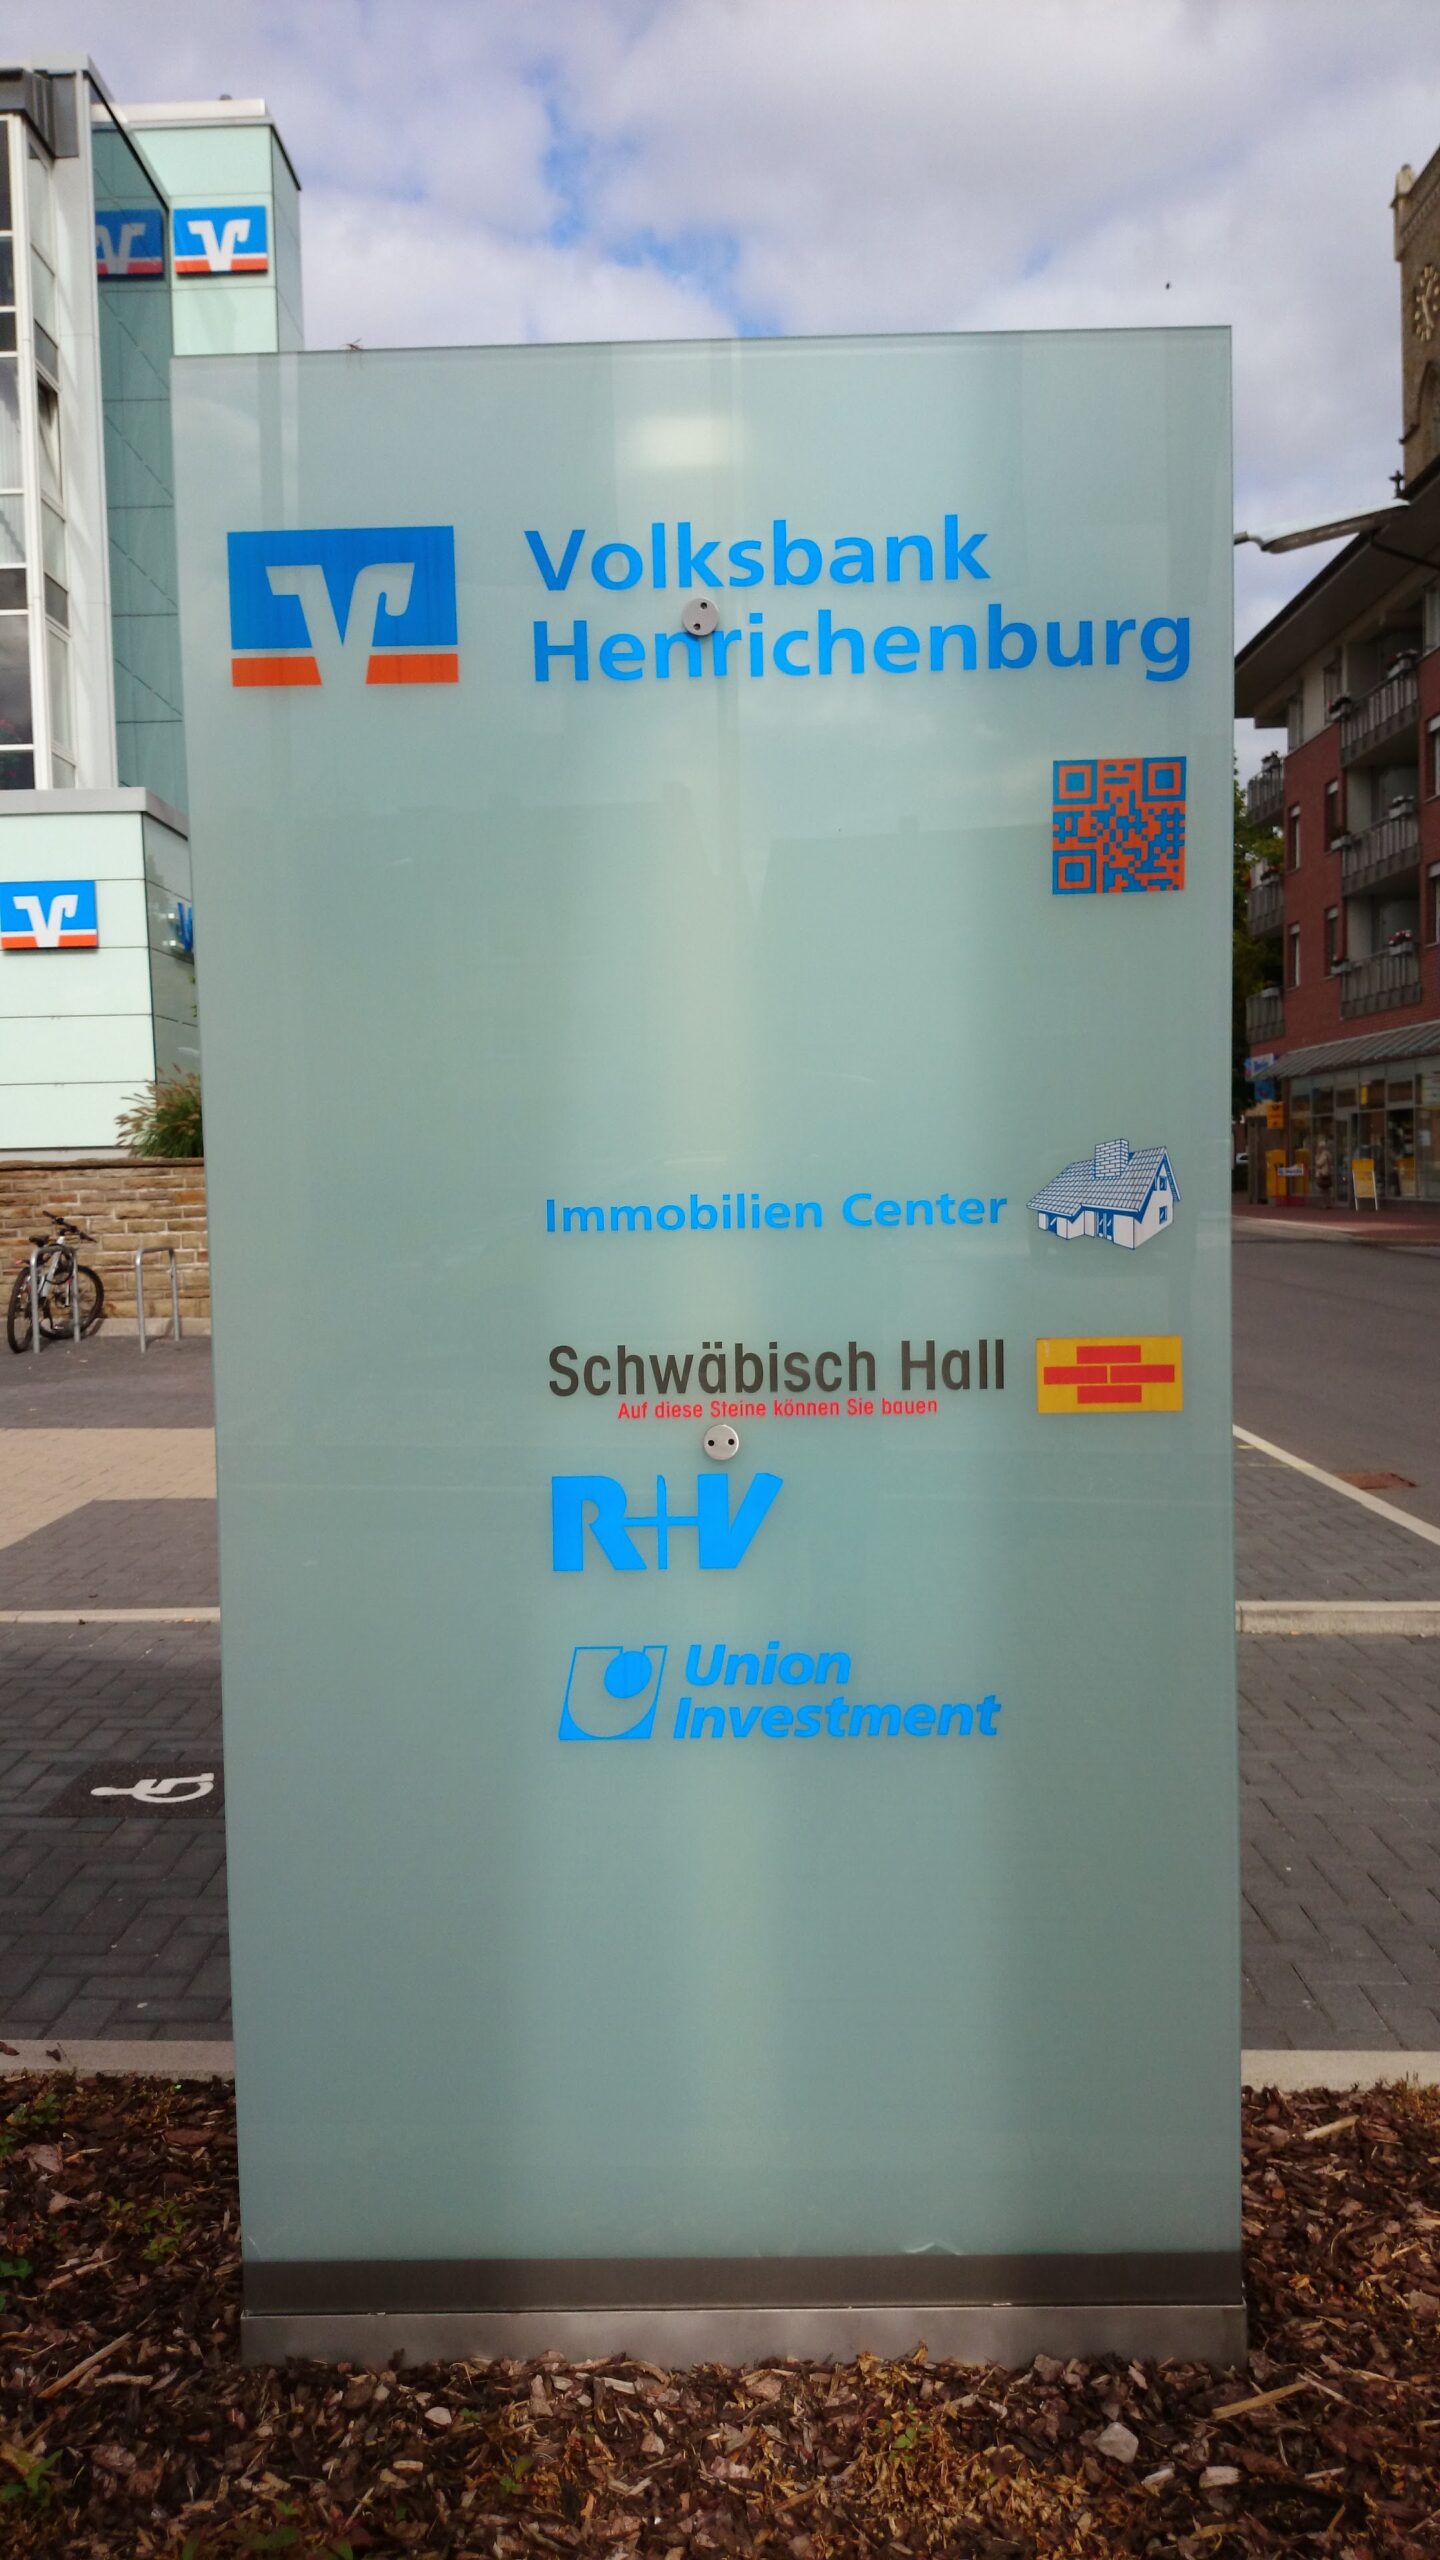 Volksbank
Henrichenburg
Immobilien Center
Schwäbisch Hall
Auf diese Steine können Sie bauen
R+V
Union
Investment